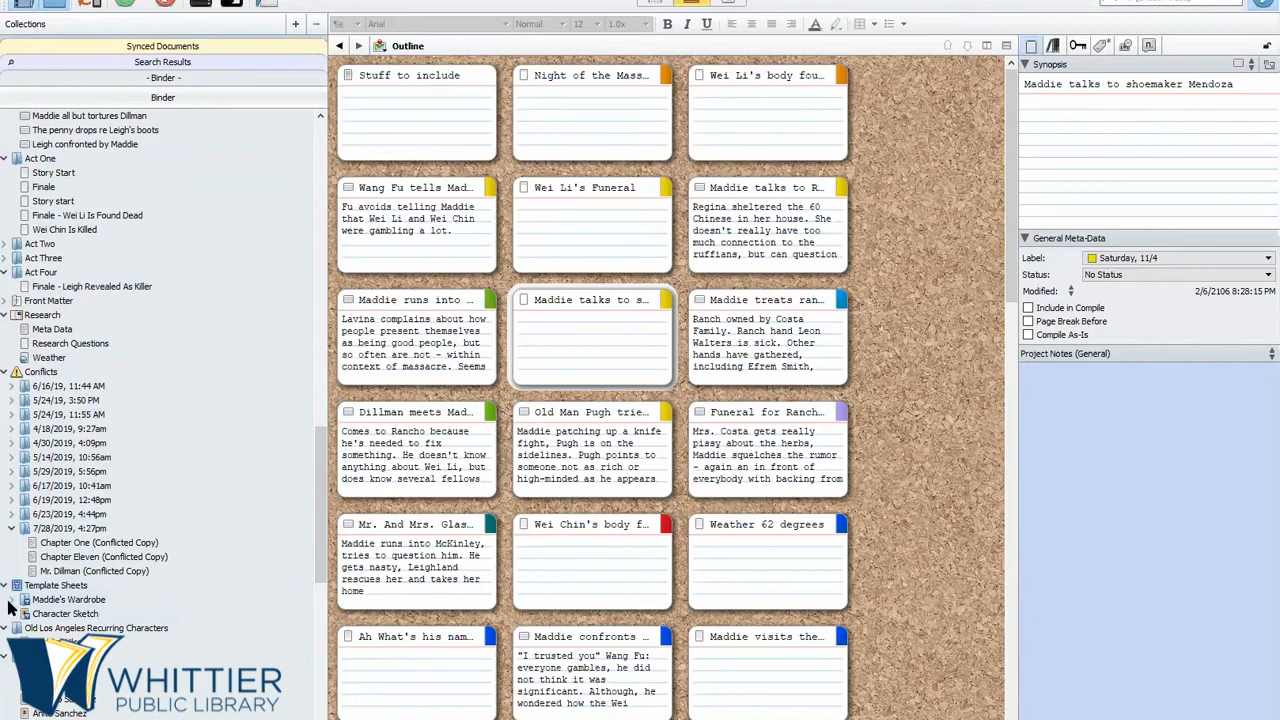 Arial
Normal
12
1.0x
B I U
A
Collections
+ −
Synced Documents
Search Results
- Binder -
Binder
Maddie all but tortures Dillman
The penny drops re Leigh's boots
Leigh confronted by Maddie
Act One
Story Start
Finale
Story start
Finale - Wei Li Is Found Dead
Wei Chin Is Killed
Act Two
Act Three
Act Four
Finale - Leigh Revealed As Killer
Front Matter
Research
Meta Data
Research Questions
Weather
Conflicts
6/16/19, 11:44 AM
5/24/19, 3:50 PM
5/24/19, 11:55 AM
4/18/2019, 9:27am
4/30/2019, 4:09pm
5/14/2019, 10:56am
5/29/2019, 5:56pm
6/17/2019, 10:41am
6/19/2019, 12:48pm
6/23/2019, 4:44pm
7/28/2019, 4:27pm
Chapter One (Conflicted Copy)
Chapter Eleven (Conflicted Copy)
Mr. Dillman (Conflicted Copy)
Template Sheets
Maddie's Wardrobe
Character Sketch
Old Los Angeles Recurring Characters
WHITTIER
PUBLIC LIBRARY
Outline
Stuff to include
Night of the Mass...
Wei Li's body fou...
Wang Fu tells Mad...
Fu avoids telling Maddie
that Wei Li and Wei Chin
were gambling a lot.
Wei Li's Funeral
Maddie talks to R...
Regina sheltered the 60
Chinese in her house. She
doesn't really have too
much connection to the
ruffians, but can question
Maddie runs into ...
Lavina complains about how
people present themselves
as being good people, but
so often are not - within
context of massacre. Seems
Maddie talks to s...
Maddie treats ran...
Ranch owned by Costa
Family. Ranch hand Leon
Walters is sick. Other
hands have gathered,
including Efrem Smith,
Dillman meets Mad...
Comes to Rancho because
he's needed to fix
something. He doesn't know
anything about Wei Li, but
does know several fellows
Old Man Pugh trie...
Maddie patching up a knife
fight, Pugh is on the
sidelines. Pugh points to
someone not as rich or
high-minded as he appears
Funeral for Ranch...
Mrs. Costa gets really
pissy about the herbs,
Maddie squelches the rumor
- again an in front of
everybody with backing from
Mr. And Mrs. Glas...
Maddie runs into McKinley,
tries to question him. He
gets nasty, Leighland
rescues her and takes her
home
Wei Chin's body f...
Weather 62 degrees
Ah What's his nam...
Maddie confronts ...
"I trusted you" Wang Fu:
everyone gambles, he did
not think it was
significant. Although, he
wondered how the Wei
Maddie visits the...
Synopsis
Maddie talks to shoemaker Mendoza
General Meta-Data
Label: Saturday, 11/4
Status: No Status
Modified: 2/6/2106 8:28:15 PM
Include in Compile
Page Break Before
Compile As-Is
Project Notes (General)